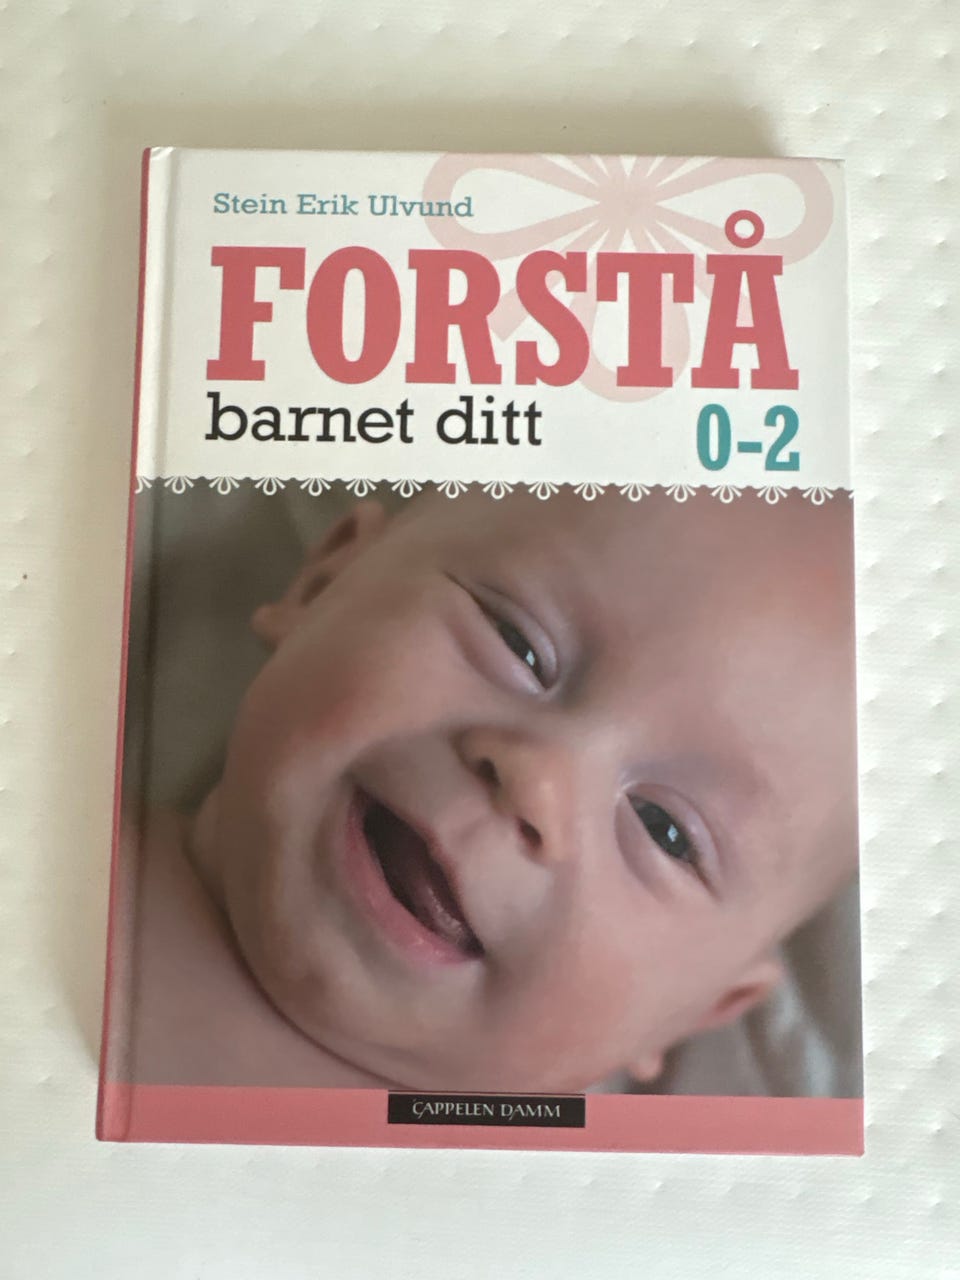 Stein Erik Ulvund
FORSTÅ
barnet ditt
0-2
CAPPELEN DAMM